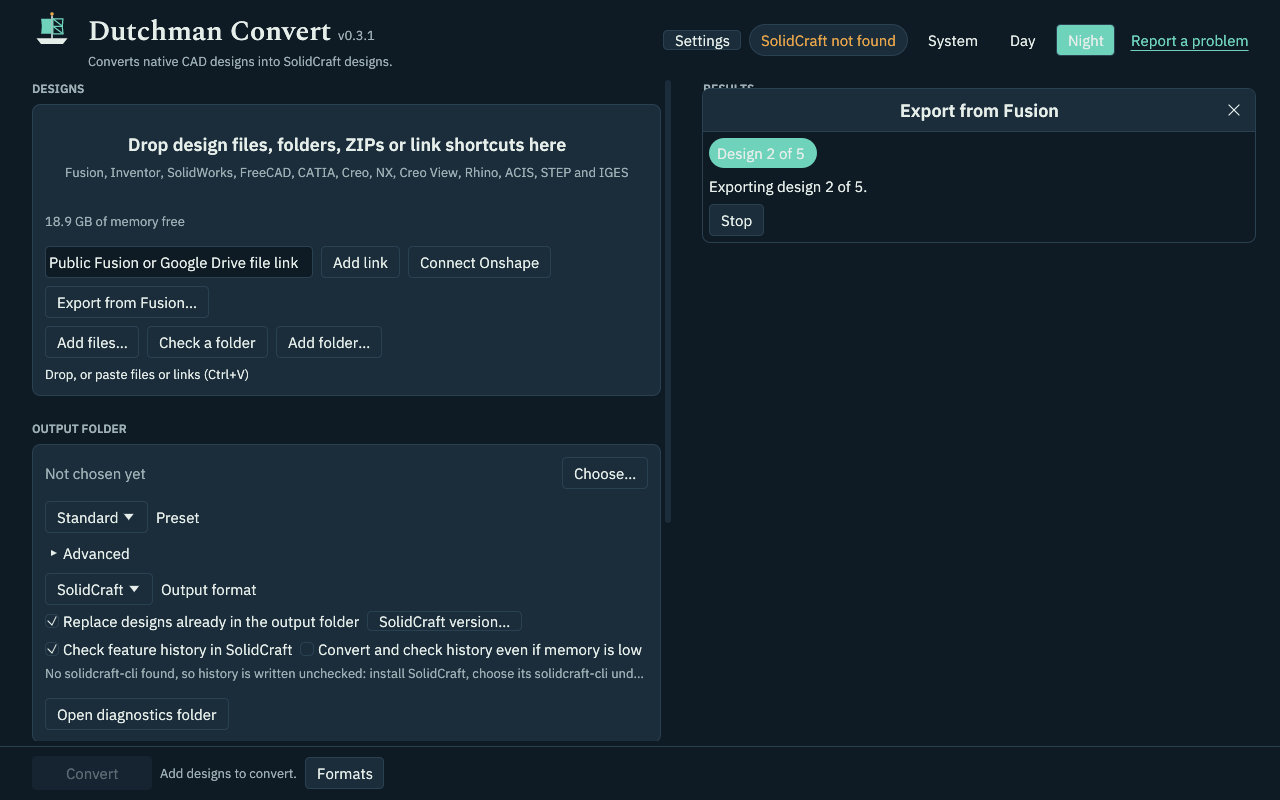 Dutchman Convert v0.3.1
Converts native CAD designs into SolidCraft designs.
Settings
SolidCraft not found
System
Day
Night
Report a problem
DESIGNS
Drop design files, folders, ZIPs or link shortcuts here
Fusion, Inventor, SolidWorks, FreeCAD, CATIA, Creo, NX, Creo View, Rhino, ACIS, STEP and IGES
18.9 GB of memory free
Public Fusion or Google Drive file link
Add link
Connect Onshape
Export from Fusion...
Add files...
Check a folder
Add folder...
Drop, or paste files or links (Ctrl+V)
OUTPUT FOLDER
Not chosen yet
Choose...
Standard
Preset
Advanced
SolidCraft
Output format
Replace designs already in the output folder
SolidCraft version...
Check feature history in SolidCraft
Convert and check history even if memory is low
No solidcraft-cli found, so history is written unchecked: install SolidCraft, choose its solidcraft-cli und...
Open diagnostics folder
RESULTS
Export from Fusion
Design 2 of 5
Exporting design 2 of 5.
Stop
Convert
Add designs to convert.
Formats